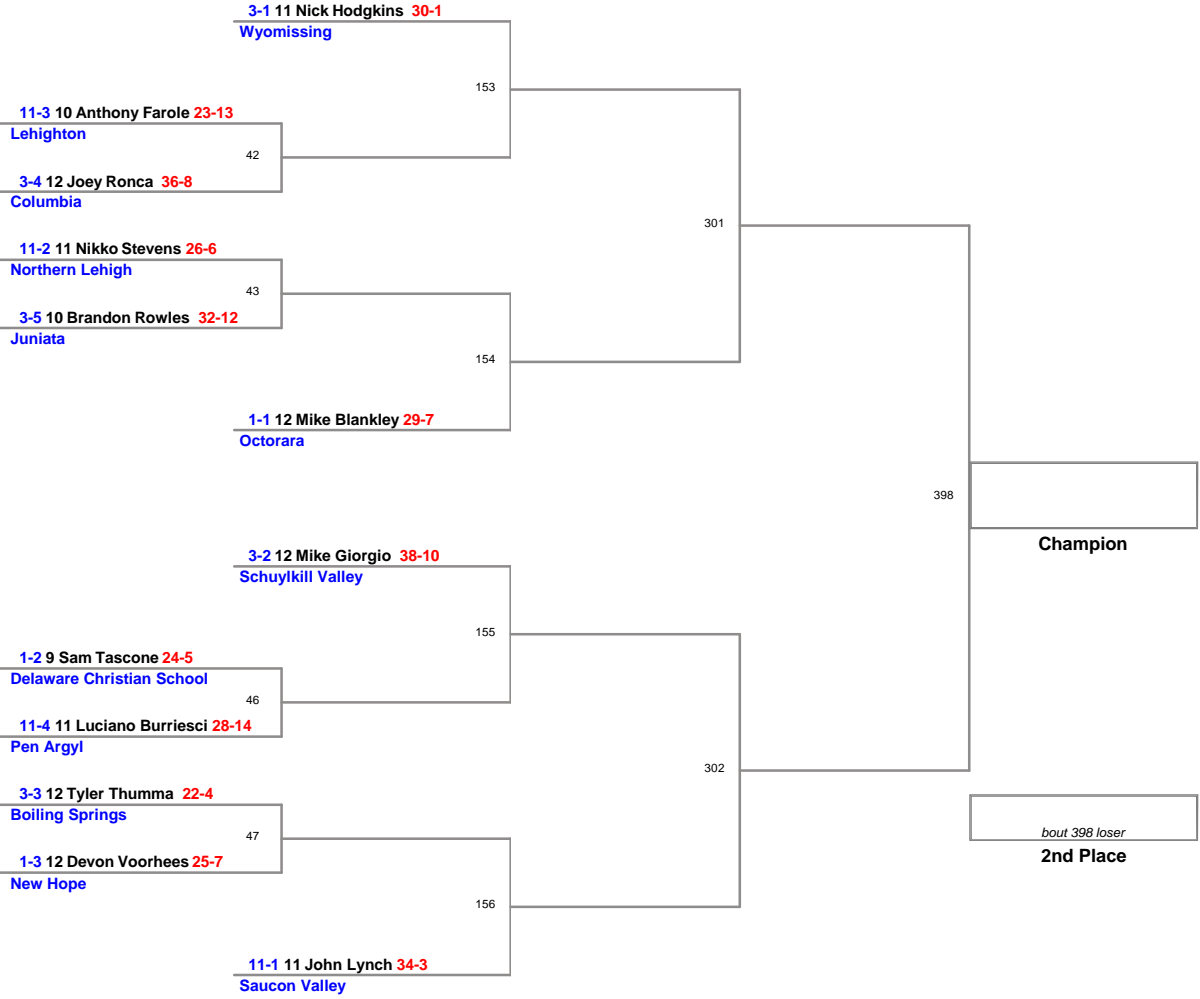 3-1 11 Nick Hodgkins 30-1
Wyomissing
153
11-3 10 Anthony Farole 23-13
Lehighton
42
3-4 12 Joey Ronca 36-8
Columbia
301
11-2 11 Nikko Stevens 26-6
Northern Lehigh
43
3-5 10 Brandon Rowles 32-12
Juniata
154
1-1 12 Mike Blankley 29-7
Octorara
398
Champion
3-2 12 Mike Giorgio 38-10
Schuylkill Valley
155
1-2 9 Sam Tascone 24-5
Delaware Christian School
46
11-4 11 Luciano Burriesci 28-14
Pen Argyl
302
3-3 12 Tyler Thumma 22-4
Boiling Springs
47
bout 398 loser
2nd Place
1-3 12 Devon Voorhees 25-7
New Hope
156
11-1 11 John Lynch 34-3
Saucon Valley